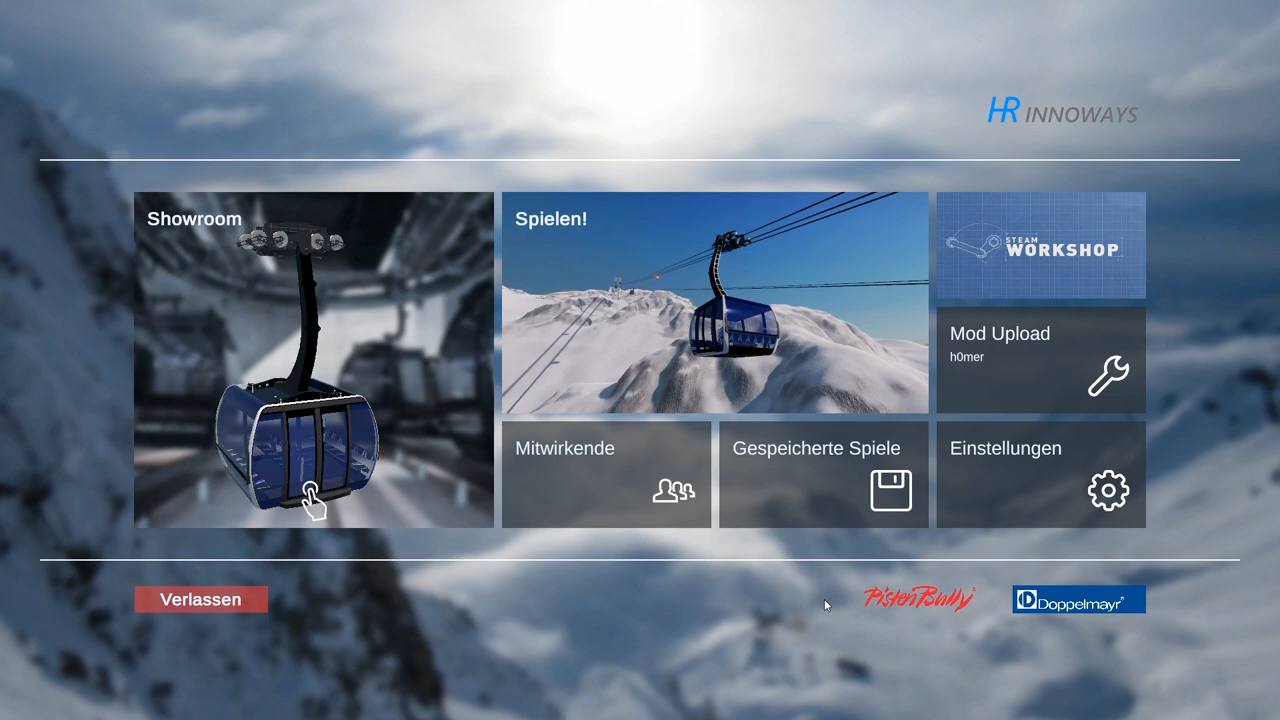 HR INNOWAYS
Showroom
Spielen!
STEAM
WORKSHOP
Mod Upload
h0mer
Mitwirkende
Gespeicherte Spiele
Einstellungen
Verlassen
PistenBully
Doppelmayr